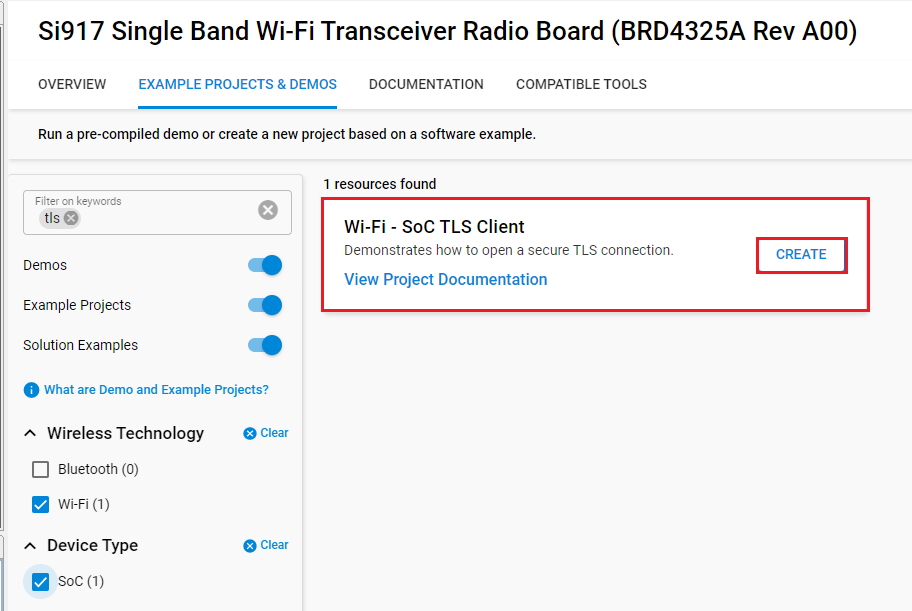 Si917 Single Band Wi-Fi Transceiver Radio Board (BRD4325A Rev A00)
OVERVIEW EXAMPLE PROJECTS & DEMOS DOCUMENTATION COMPATIBLE TOOLS
Run a pre-compiled demo or create a new project based on a software example.
Filter on keywords
tls
Demos
Example Projects
Solution Examples
What are Demo and Example Projects?
Wireless Technology Clear
Bluetooth (0)
Wi-Fi (1)
Device Type Clear
SoC (1)
1 resources found
Wi-Fi - SoC TLS Client
Demonstrates how to open a secure TLS connection.
View Project Documentation
CREATE